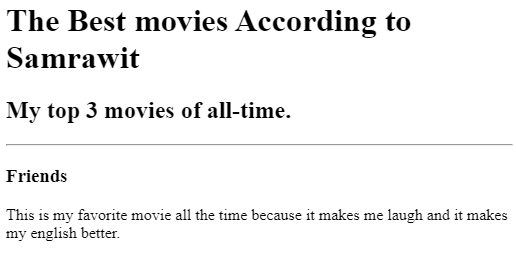 The Best movies According to
Samrawit
My top 3 movies of all-time.
Friends
This is my favorite movie all the time because it makes me laugh and it makes
my english better.